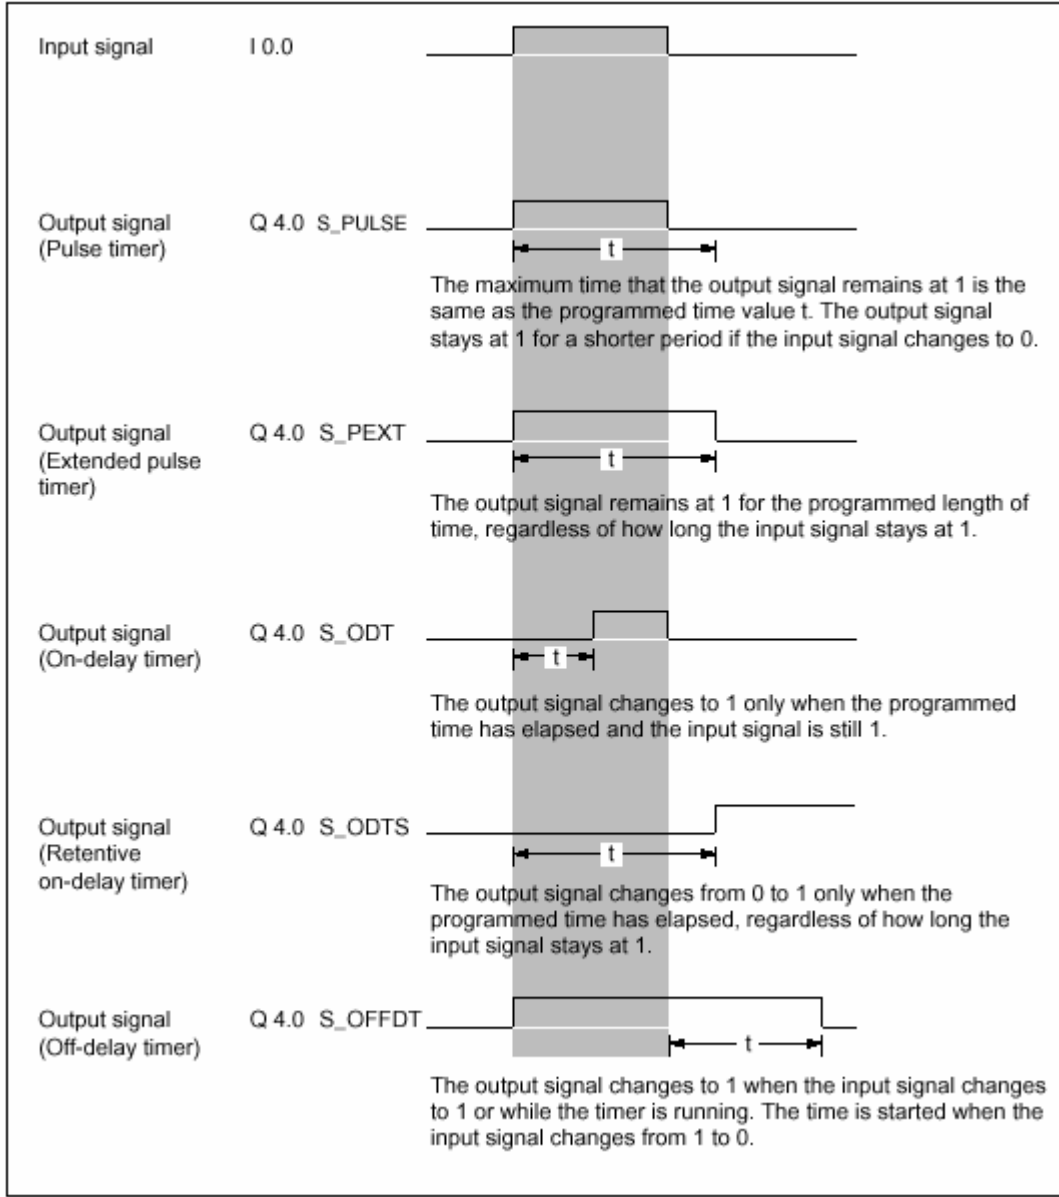 Input signal I 0.0
Output signal Q 4.0 S_PULSE
(Pulse timer)
t
The maximum time that the output signal remains at 1 is the
same as the programmed time value t. The output signal
stays at 1 for a shorter period if the input signal changes to 0.
Output signal Q 4.0 S_PEXT
(Extended pulse
timer)
t
The output signal remains at 1 for the programmed length of
time, regardless of how long the input signal stays at 1.
Output signal Q 4.0 S_ODT
(On-delay timer)
t
The output signal changes to 1 only when the programmed
time has elapsed and the input signal is still 1.
Output signal Q 4.0 S_ODTS
(Retentive
on-delay timer)
t
The output signal changes from 0 to 1 only when the
programmed time has elapsed, regardless of how long the
input signal stays at 1.
Output signal Q 4.0 S_OFFDT
(Off-delay timer)
t
The output signal changes to 1 when the input signal changes
to 1 or while the timer is running. The time is started when the
input signal changes from 1 to 0.